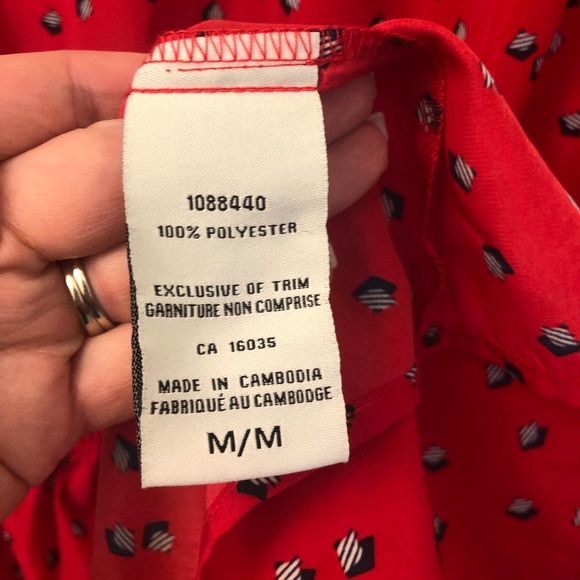 1088440
100% POLYESTER
EXCLUSIVE OF TRIM
GARNITURE NON COMPRISE
CA 16035
MADE IN CAMBODIA
FABRIQUÉ AU CAMBODGE
M/M